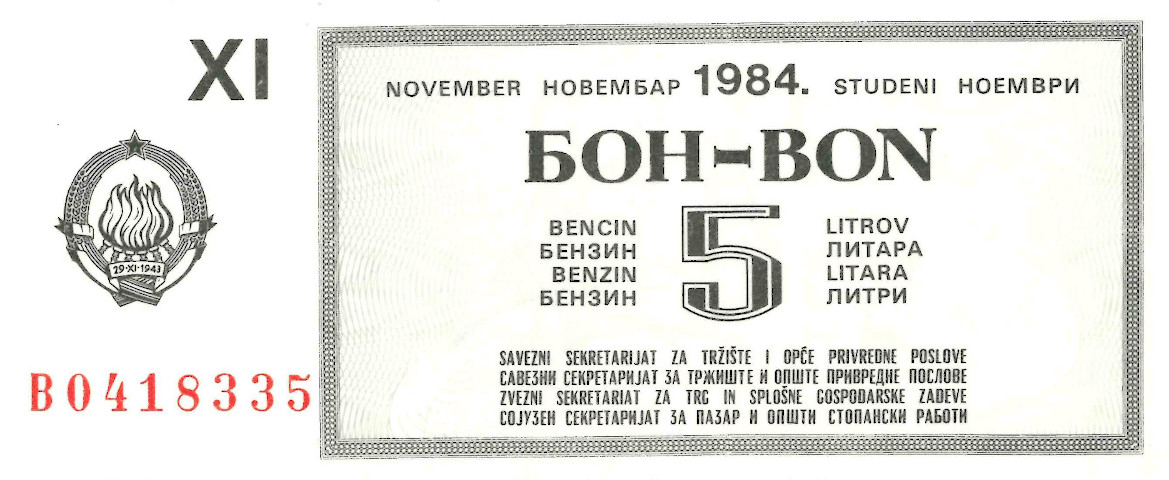 XI
29·XI·1943
B0418335
NOVEMBER НОВЕМБАР 1984. STUDENI НОЕМВРИ
БОН-BON
BENCIN 5 LITROV
БЕНЗИН ЛИТАРА
BENZIN LITARA
БЕНЗИН ЛИТРИ
SAVEZNI SEKRETARIJAT ZA TRŽIŠTE I OPĆE PRIVREDNE POSLOVE
САВЕЗНИ СЕКРЕТАРИЈАТ ЗА ТРЖИШТЕ И ОПШТЕ ПРИВРЕДНЕ ПОСЛОВЕ
ZVEZNI SEKRETARIAT ZA TRG IN SPLOŠNE GOSPODARSKE ZADEVE
СОЈУЗЕН СЕКРЕТАРИЈАТ ЗА ПАЗАР И ОПШТИ СТОПАНСКИ РАБОТИ